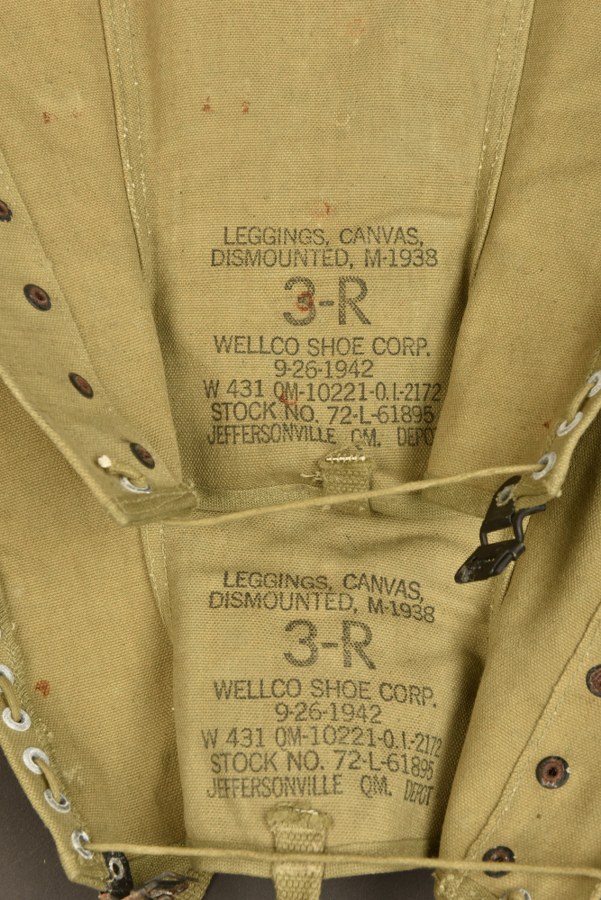 LEGGINGS, CANVAS,
DISMOUNTED, M-1938
3-R
WELLCO SHOE CORP.
9-26-1942
W 431 QM-10221-O.I.-2172
STOCK NO. 72-L-61895
JEFFERSONVILLE QM. DEPOT
LEGGINGS, CANVAS,
DISMOUNTED, M-1938
3-R
WELLCO SHOE CORP.
9-26-1942
W 431 QM-10221-O.I.-2172
STOCK NO. 72-L-61895
JEFFERSONVILLE QM. DEPOT